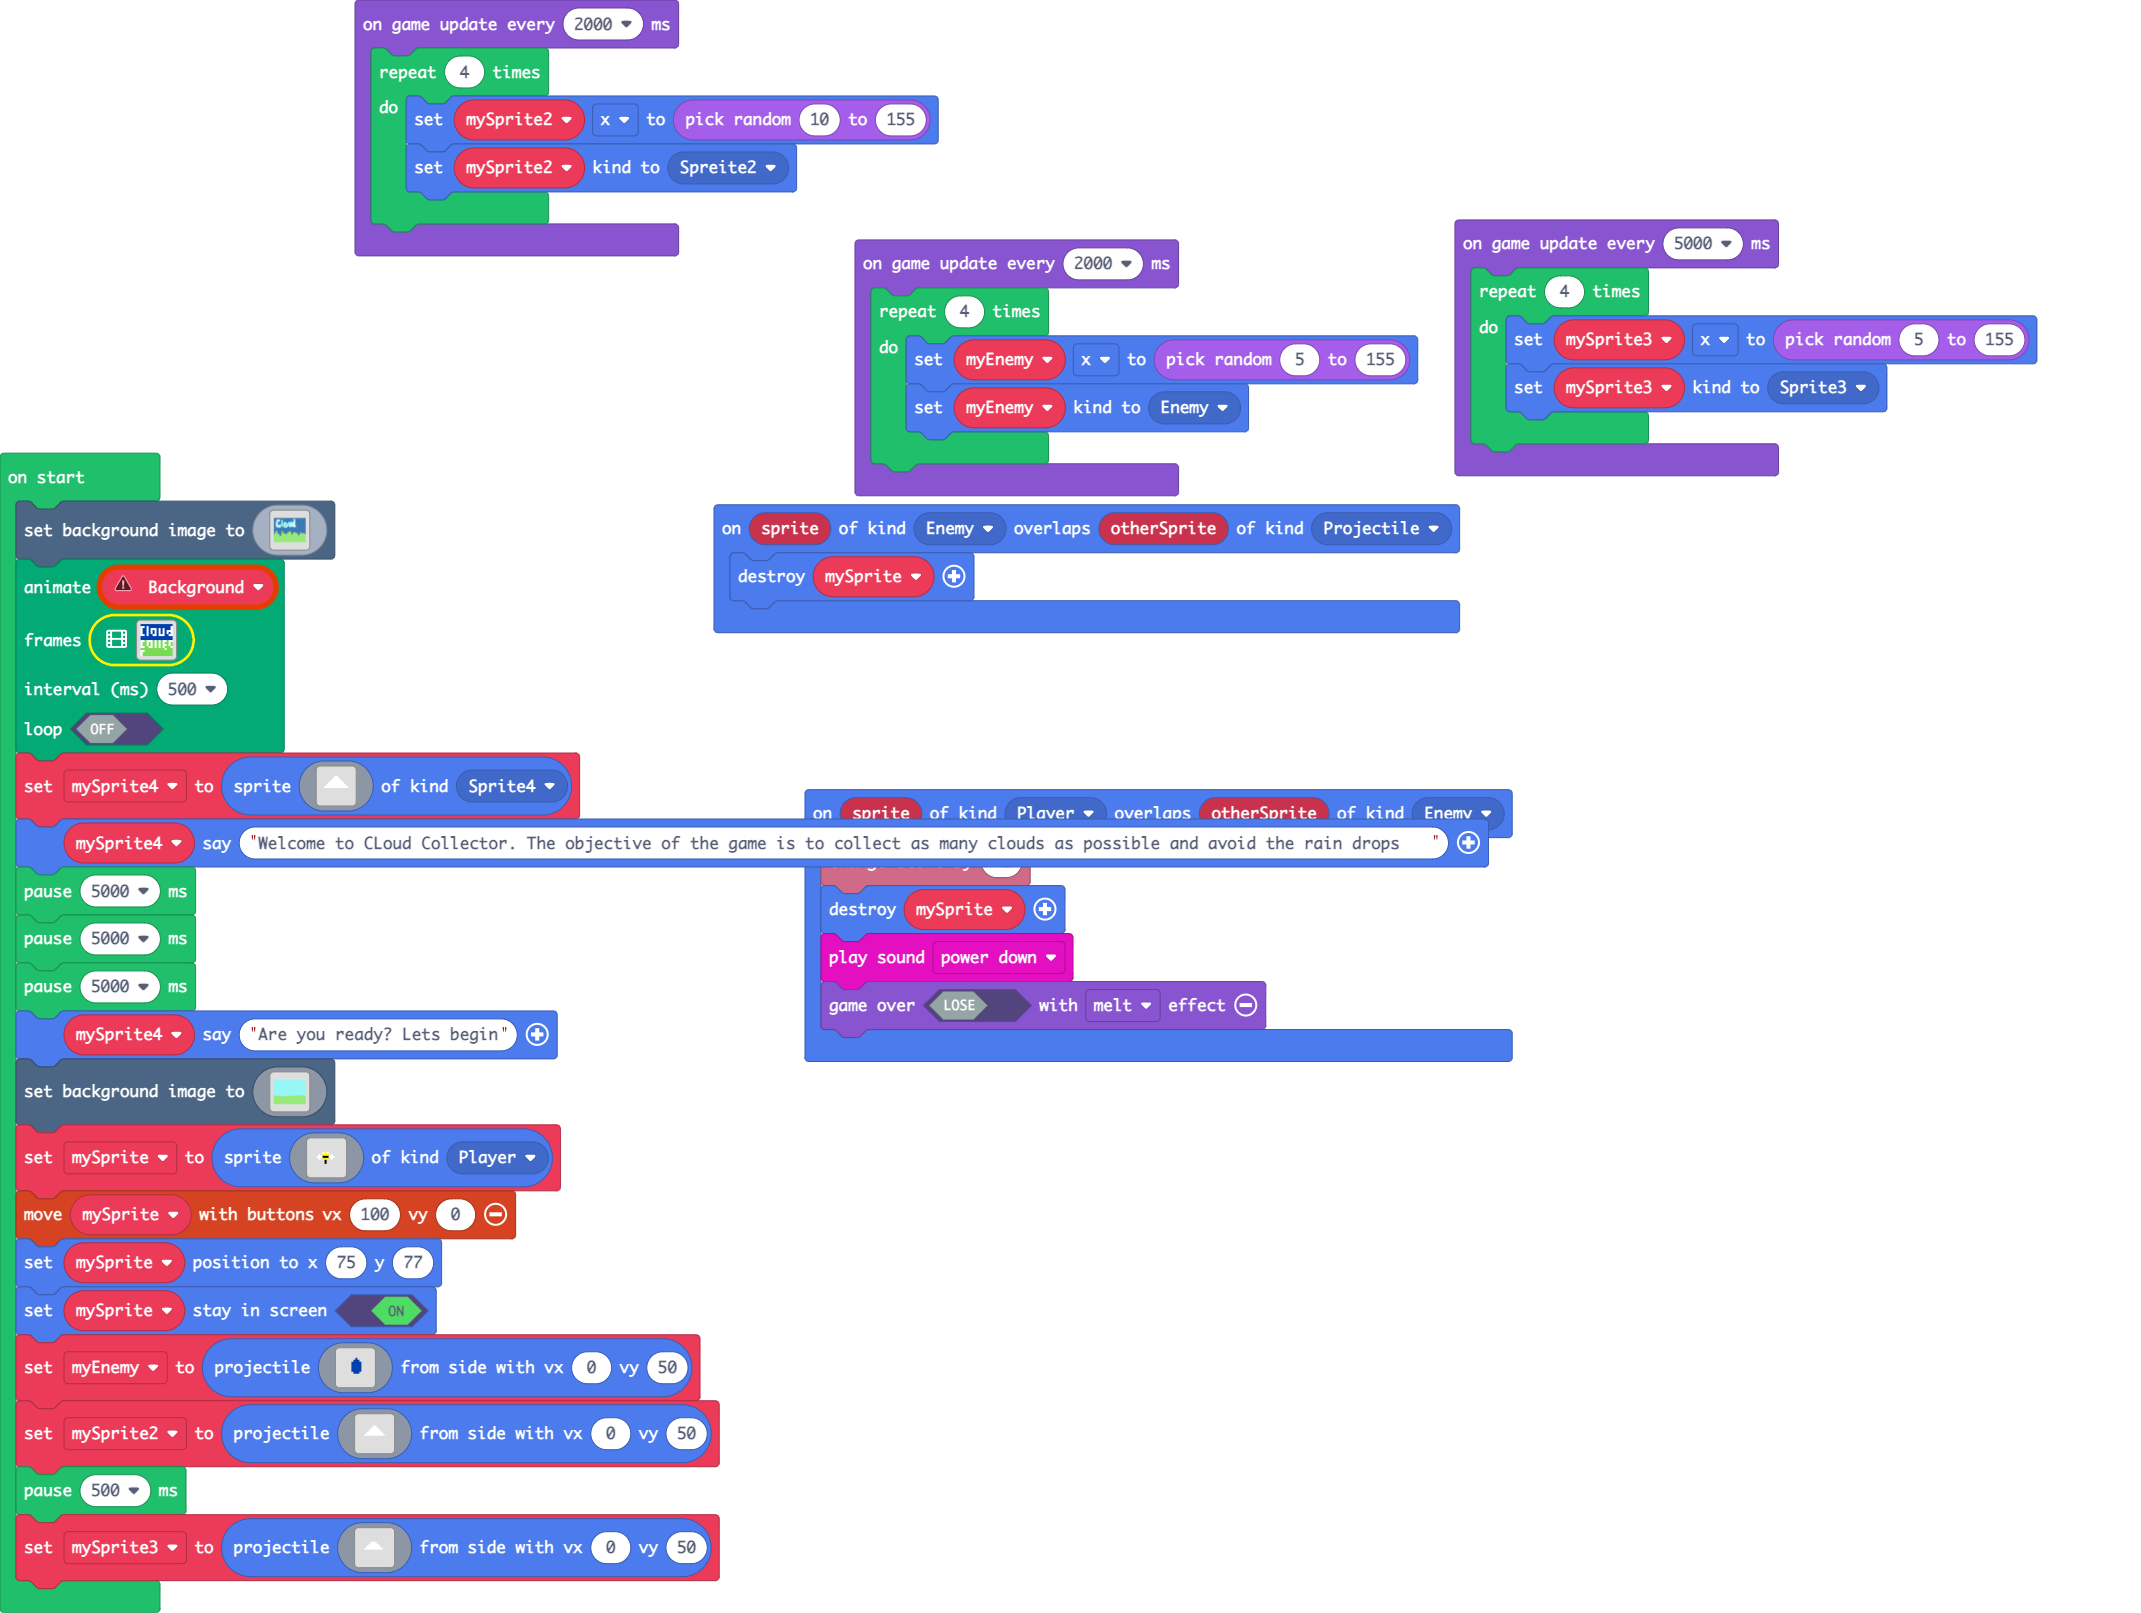 on game update every 2000 ms
repeat 4 times
do set mySprite2 x to pick random 10 to 155
set mySprite2 kind to Spreite2
on game update every 2000 ms
repeat 4 times
do set myEnemy x to pick random 5 to 155
set myEnemy kind to Enemy
on game update every 5000 ms
repeat 4 times
do set mySprite3 x to pick random 5 to 155
set mySprite3 kind to Sprite3
on sprite of kind Enemy overlaps otherSprite of kind Projectile
destroy mySprite
on start
set background image to Cloud
animate Background
frames Cloud
interval (ms) 500
loop OFF
set mySprite4 to sprite of kind Sprite4
mySprite4 say "Welcome to CLoud Collector. The objective of the game is to collect as many clouds as possible and avoid the rain drops "
pause 5000 ms
pause 5000 ms
pause 5000 ms
mySprite4 say "Are you ready? Lets begin"
set background image to
set mySprite to sprite of kind Player
move mySprite with buttons vx 100 vy 0
set mySprite position to x 75 y 77
set mySprite stay in screen ON
set myEnemy to projectile from side with vx 0 vy 50
set mySprite2 to projectile from side with vx 0 vy 50
pause 500 ms
set mySprite3 to projectile from side with vx 0 vy 50
on sprite of kind Player overlaps otherSprite of kind Enemy
destroy mySprite
play sound power down
game over LOSE with melt effect